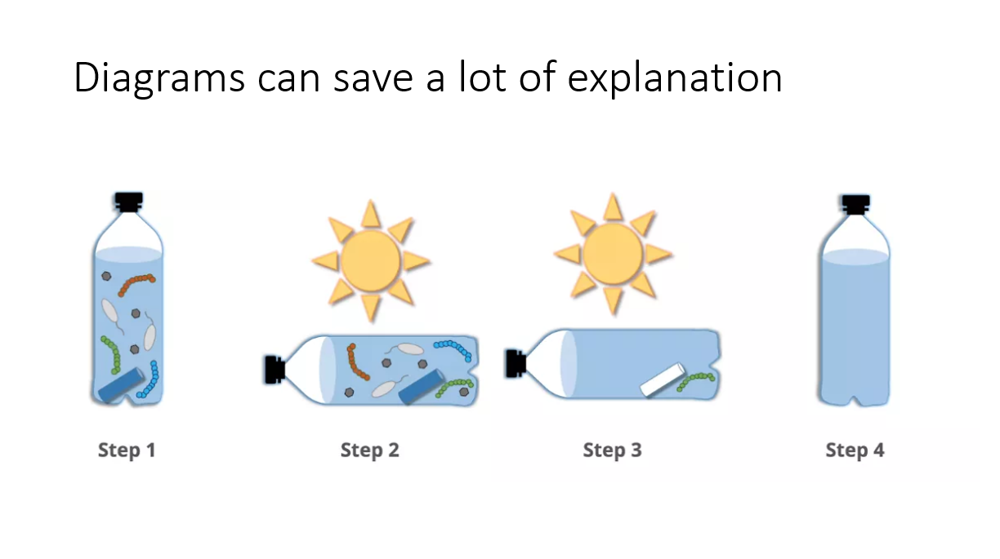 Diagrams can save a lot of explanation
Step 1
Step 2
Step 3
Step 4